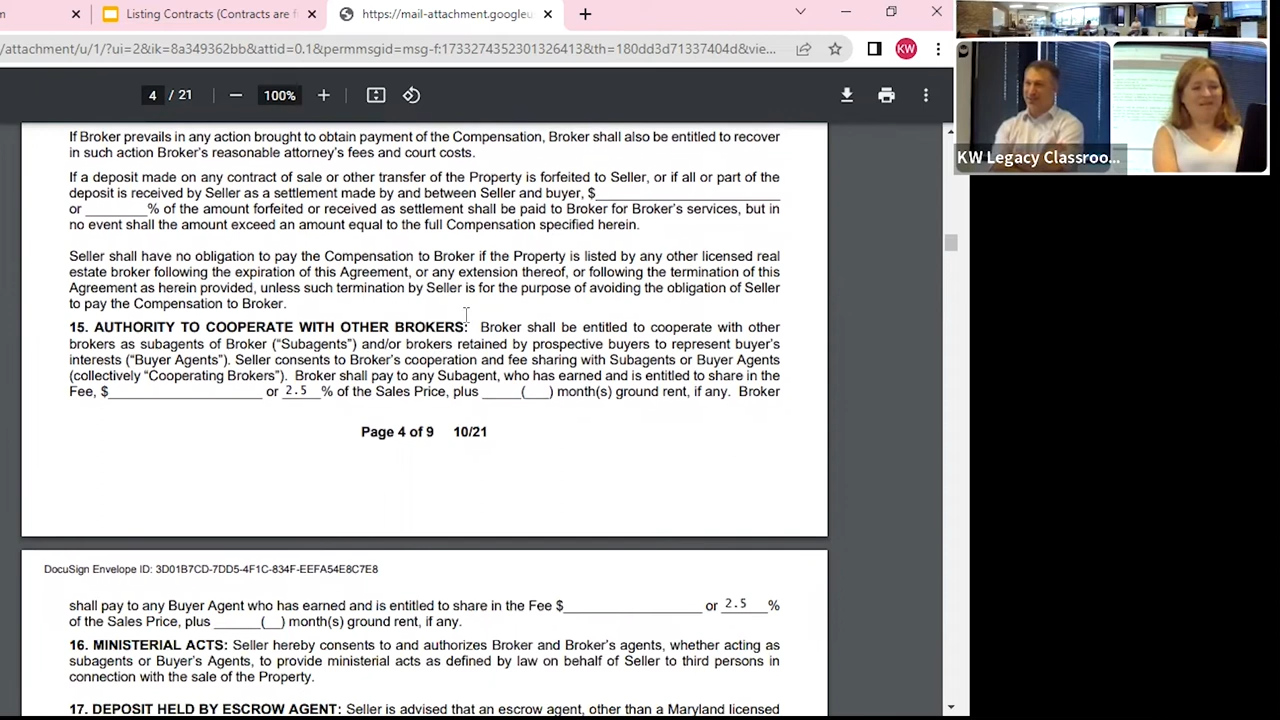 Listing Contracts (Contracts are f
https://mail-attachment.googleu
/attachment/u/1/?ui=2&ik=8a349362bb&attid=0.1&permmsgid=msg-f:1733274352301326413&th=180dd3d71337404d&vie...
KW
4 / 21
100%
KW Legacy Classroo...
If Broker prevails in any action brought to obtain payment of the Compensation, Broker shall also be entitled to recover
in such action Broker's reasonable attorney's fees and court costs.
If a deposit made on any contract of sale or other transfer of the Property is forfeited to Seller, or if all or part of the
deposit is received by Seller as settlement made by and between Seller and buyer, $____________________
or ________% of the amount forfeited or received as settlement shall be paid to Broker for Broker's services, but in
no event shall the amount exceed an amount equal to the full Compensation specified herein.
Seller shall have no obligation to pay the Compensation to Broker if the Property is listed by any other licensed real
estate broker following the expiration of this Agreement, or any extension thereof, or following the termination of this
Agreement as herein provided, unless such termination by Seller is for the purpose of avoiding the obligation of Seller
to pay the Compensation to Broker.
15. AUTHORITY TO COOPERATE WITH OTHER BROKERS: Broker shall be entitled to cooperate with other
brokers as subagents of Broker ("Subagents") and/or brokers retained by prospective buyers to represent buyer's
interests ("Buyer Agents"). Seller consents to Broker's cooperation and fee sharing with Subagents or Buyer Agents
(collectively "Cooperating Brokers"). Broker shall pay to any Subagent, who has earned and is entitled to share in the
Fee, $____________________ or 2.5 % of the Sales Price, plus _____(___) month(s) ground rent, if any. Broker
Page 4 of 9 10/21
DocuSign Envelope ID: 3D01B7CD-7DD5-4F1C-834F-EEFA54E8C7E8
shall pay to any Buyer Agent who has earned and is entitled to share in the Fee $__________________ or 2.5 %
of the Sales Price, plus ______(__) month(s) ground rent, if any.
16. MINISTERIAL ACTS: Seller hereby consents to and authorizes Broker and Broker's agents, whether acting as
subagents or Buyer's Agents, to provide ministerial acts as defined by law on behalf of Seller to third persons in
connection with the sale of the Property.
17. DEPOSIT HELD BY ESCROW AGENT: Seller is advised that an escrow agent, other than a Maryland licensed